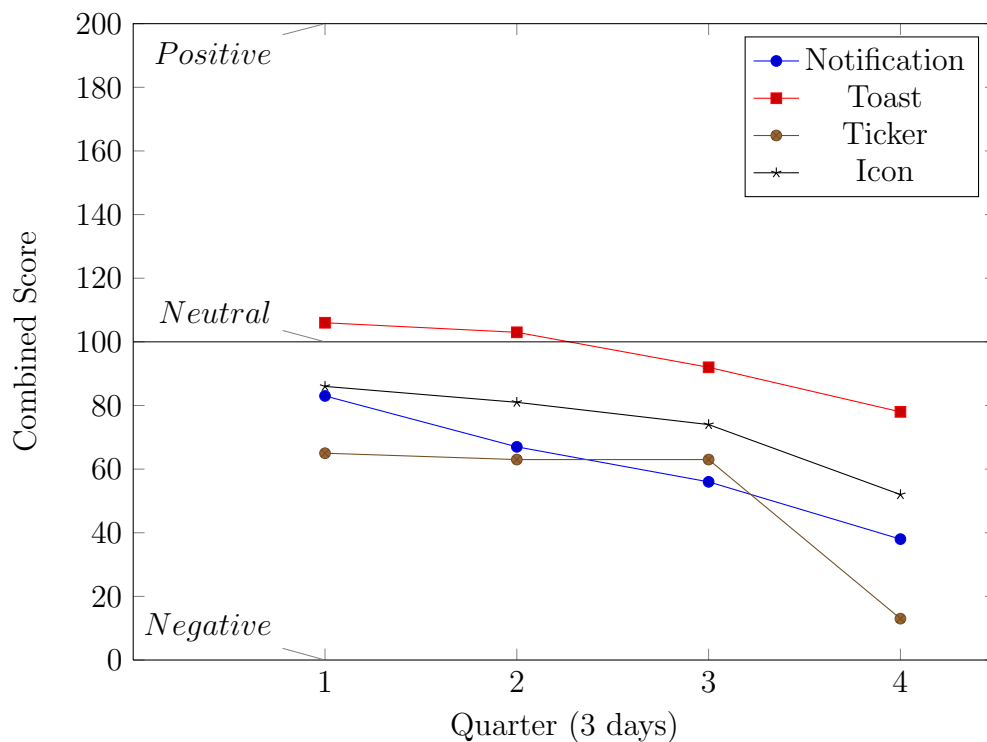 200
180
160
140
120
100
80
60
40
20
0
Combined Score
Positive
Neutral
Negative
Notification
Toast
Ticker
Icon
1 2 3 4
Quarter (3 days)